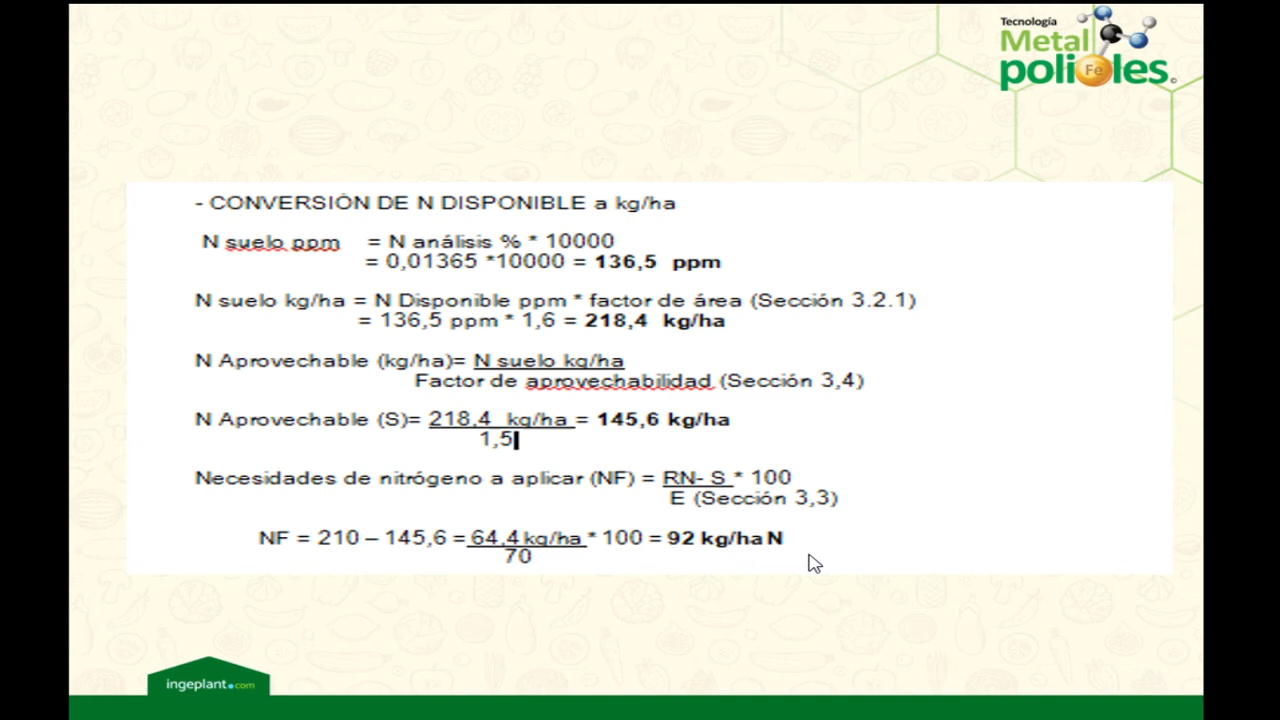 Tecnología
Metal
polioles
Fe
- CONVERSIÓN DE N DISPONIBLE a kg/ha
N suelo ppm = N análisis % * 10000
= 0,01365 *10000 = 136,5 ppm
N suelo kg/ha = N Disponible ppm * factor de área (Sección 3.2.1)
= 136,5 ppm * 1,6 = 218,4 kg/ha
N Aprovechable (kg/ha)= N suelo kg/ha
Factor de aprovechabilidad (Sección 3,4)
N Aprovechable (S)= 218,4 kg/ha = 145,6 kg/ha
1,5
Necesidades de nitrógeno a aplicar (NF) = RN- S * 100
E (Sección 3,3)
NF = 210 – 145,6 = 64,4 kg/ha * 100 = 92 kg/ha N
70
ingeplant.com